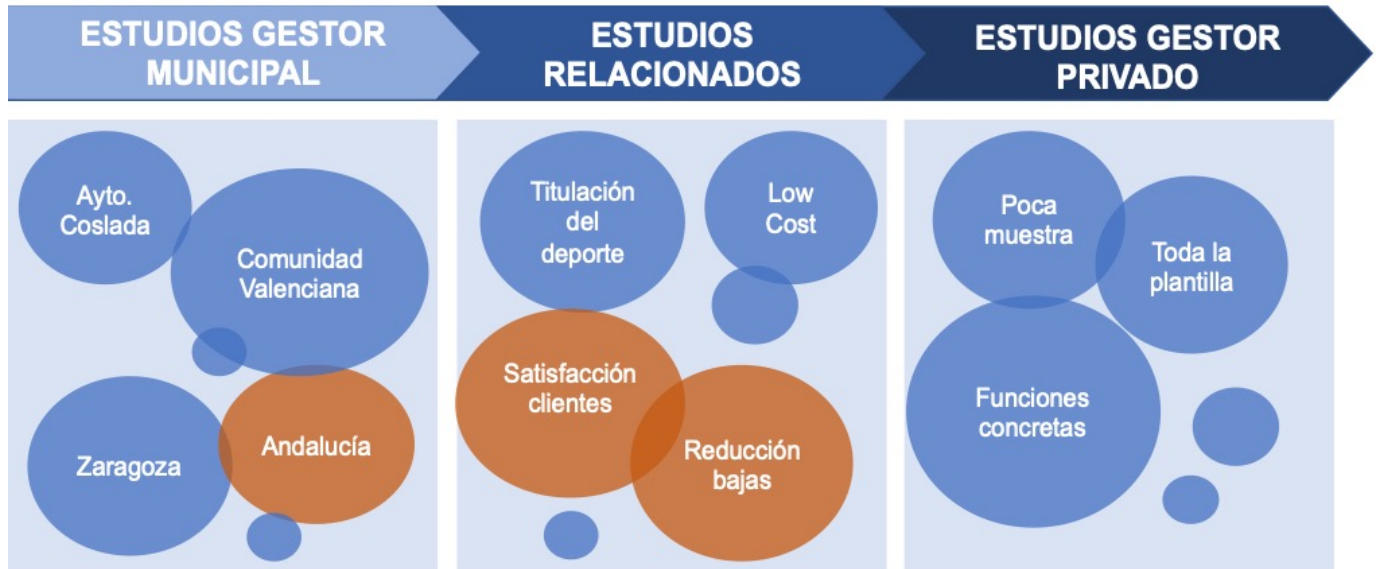 ESTUDIOS GESTOR
MUNICIPAL
ESTUDIOS
RELACIONADOS
ESTUDIOS GESTOR
PRIVADO
Ayto.
Coslada
Comunidad
Valenciana
Zaragoza
Andalucía
Titulación
del
deporte
Low
Cost
Satisfacción
clientes
Reducción
bajas
Poca
muestra
Toda la
plantilla
Funciones
concretas